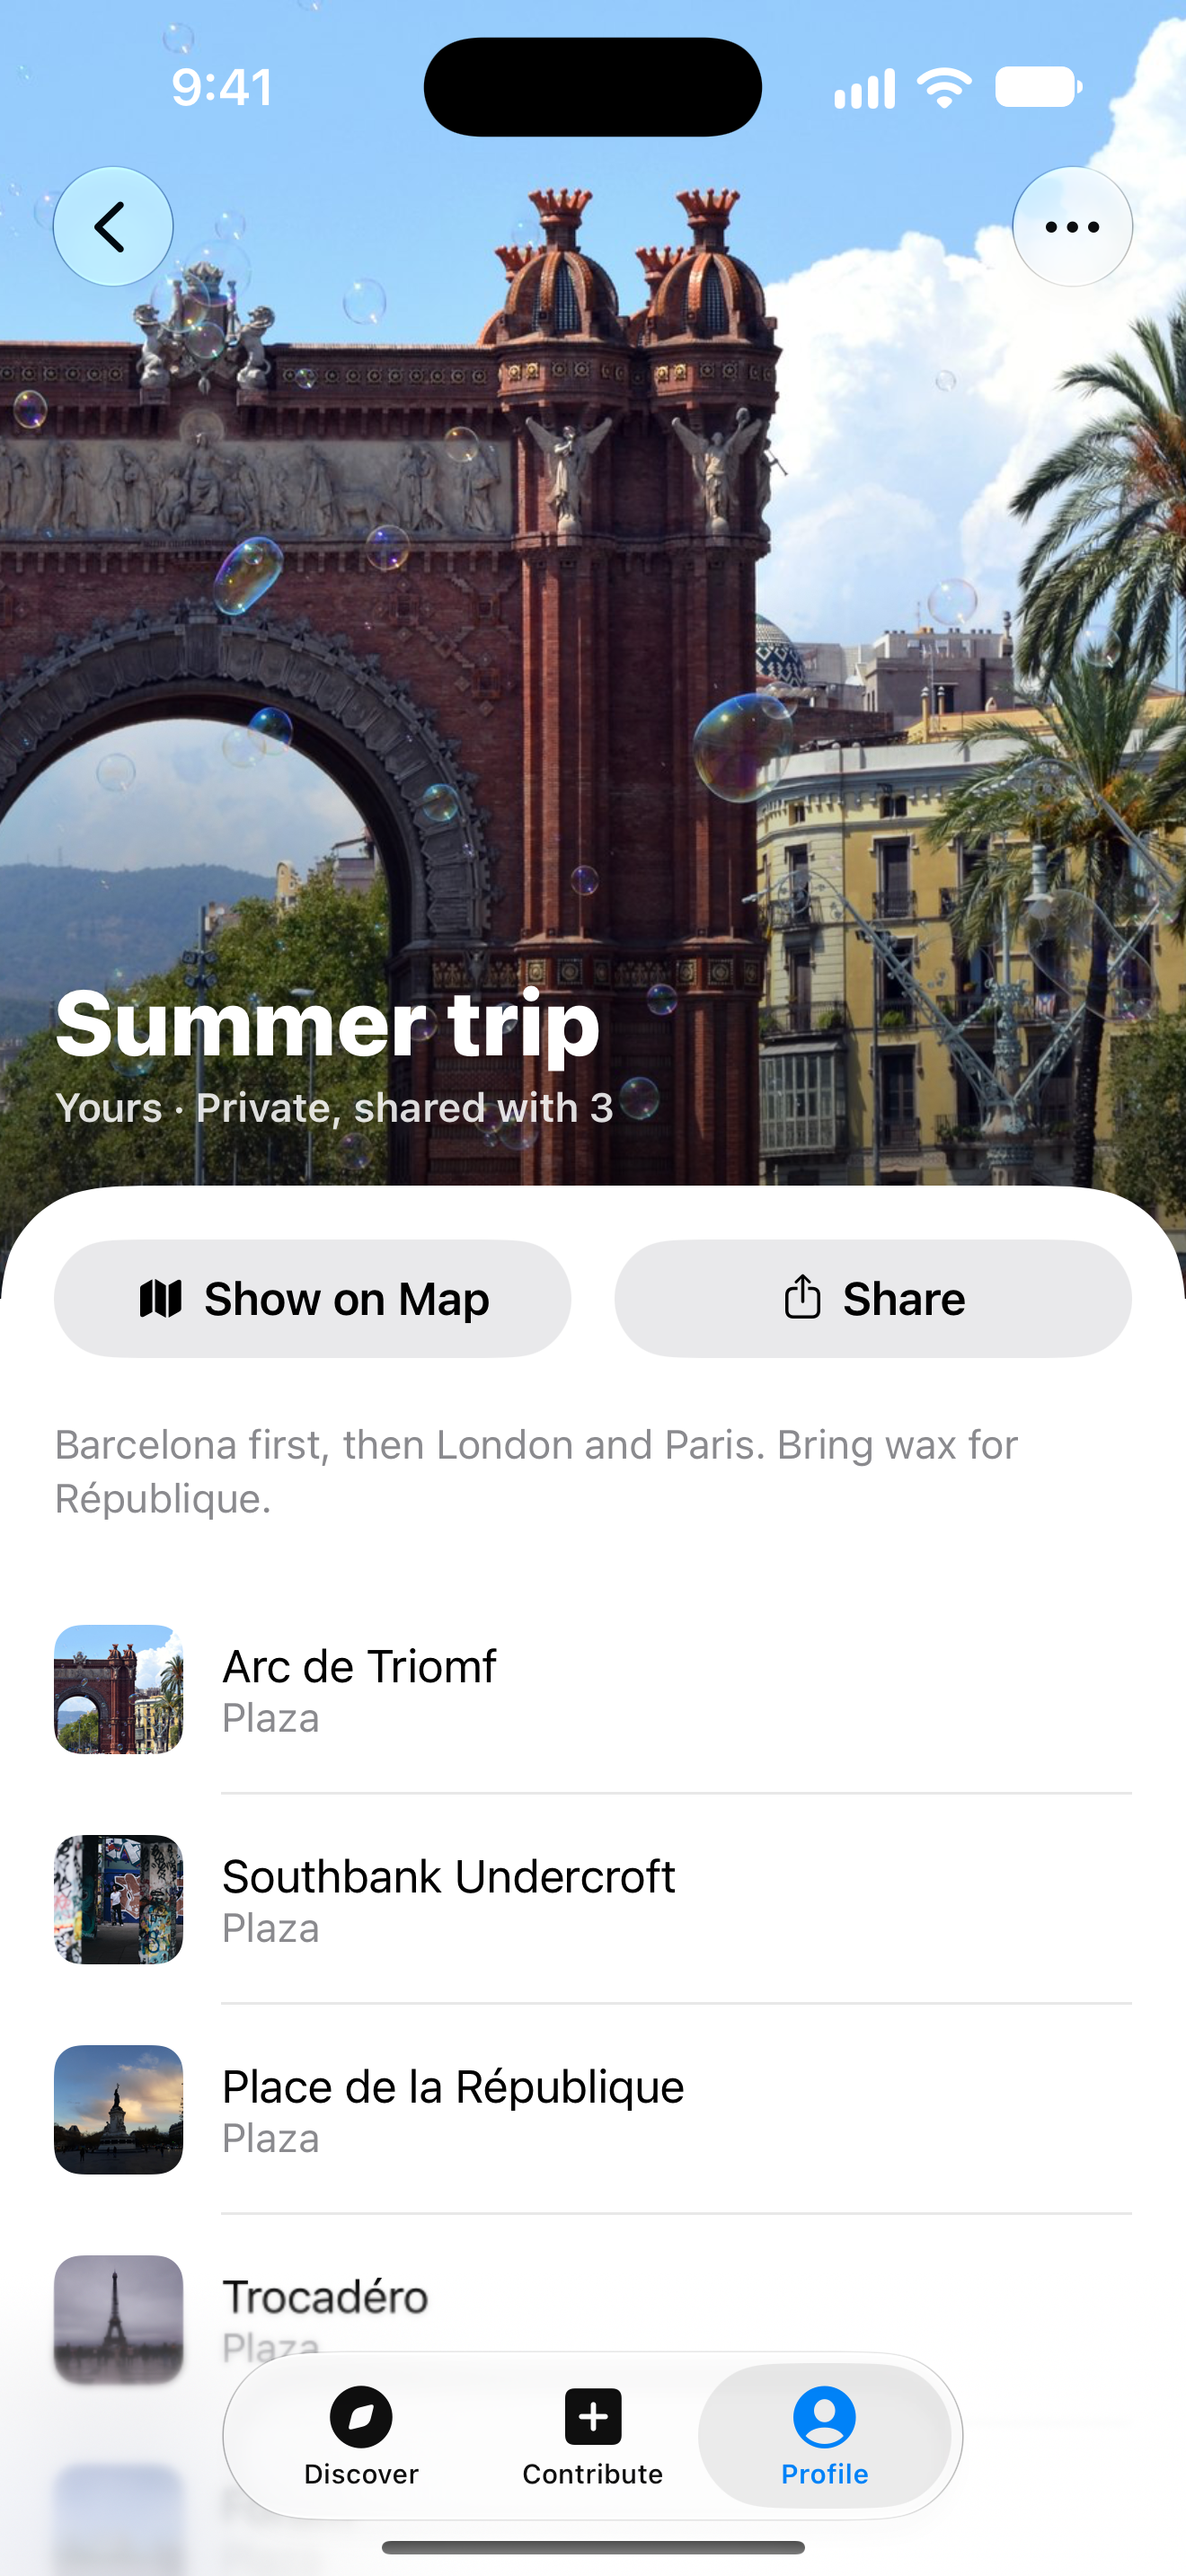 9:41
Summer trip
Yours · Private, shared with 3
Show on Map
Share
Barcelona first, then London and Paris. Bring wax for
République.
Arc de Triomf
Plaza
Southbank Undercroft
Plaza
Place de la République
Plaza
Trocadéro
Plaza
Discover
Contribute
Profile